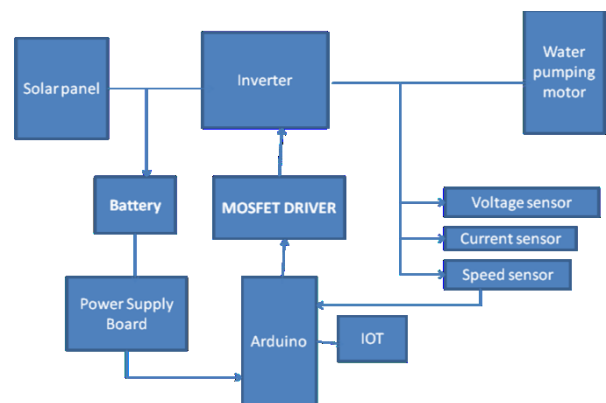 Solar panel
Inverter
Water
pumping
motor
Battery
MOSFET DRIVER
Voltage sensor
Current sensor
Speed sensor
Power Supply
Board
Arduino
IOT